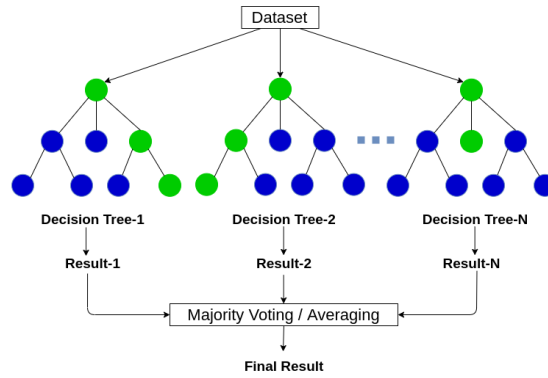 Dataset
Decision Tree-1
Decision Tree-2
Decision Tree-N
Result-1
Result-2
Result-N
Majority Voting / Averaging
Final Result